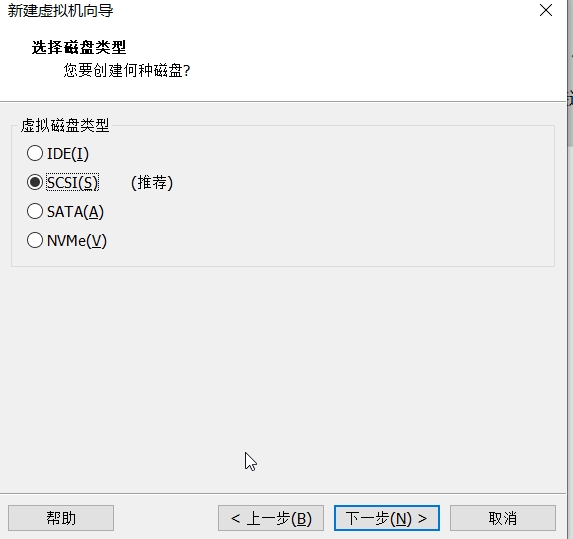 新建虚拟机向导
选择磁盘类型
您要创建何种磁盘?
虚拟磁盘类型
IDE(I)
SCSI(S) (推荐)
SATA(A)
NVMe(V)
帮助 < 上一步(B) 下一步(N) > 取消